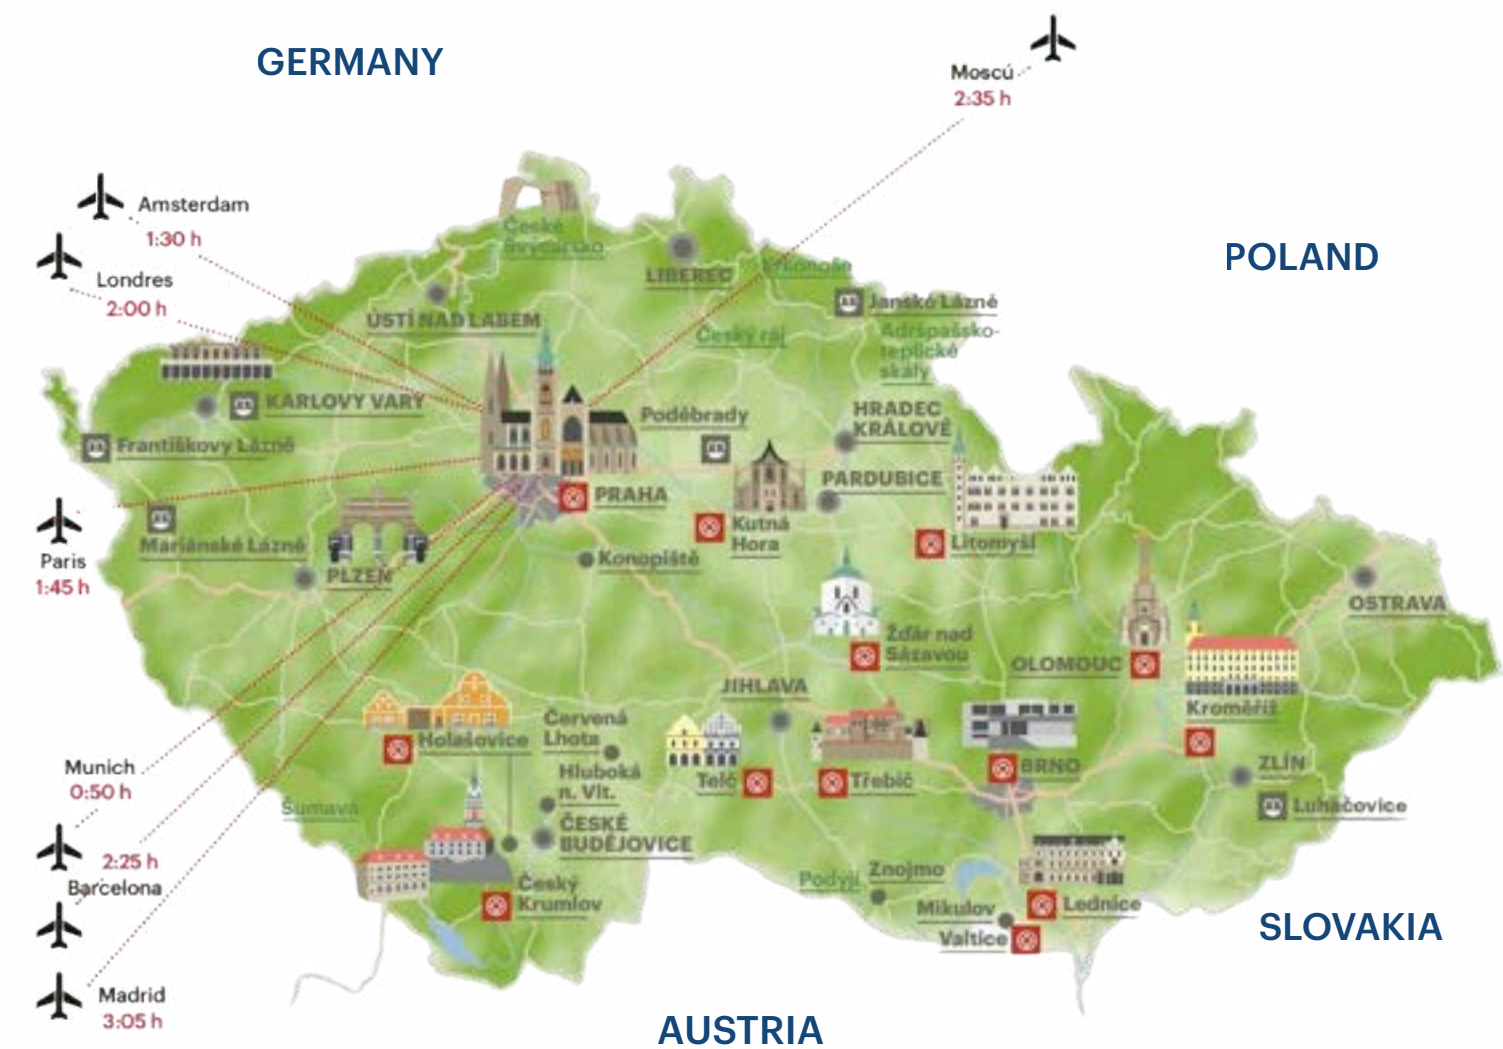 GERMANY
Moscú
2:35 h
Amsterdam
1:30 h
POLAND
České
Švýcarsko
LIBEREC
Krkonoše
Londres
2:00 h
Janské Lázně
ÚSTÍ NAD LABEM
Český ráj
Adršpašsko-
teplické
skály
KARLOVY VARY
Poděbrady
HRADEC
KRÁLOVÉ
Františkovy Lázně
PARDUBICE
PRAHA
Kutná
Hora
Litomyšl
Mariánské Lázně
Paris
1:45 h
PLZEŇ
Konopiště
OSTRAVA
Žďár nad
Sázavou
OLOMOUC
JIHLAVA
Kroměříž
Holašovice
Červená
Lhota
Telč
Třebíč
BRNO
ZLÍN
Munich
0:50 h
Hluboká
n. Vlt.
Šumava
Luhačovice
ČESKÉ
BUDĚJOVICE
2:25 h
Barcelona
Český
Krumlov
Podyjí
Znojmo
Mikulov
Lednice
Valtice
SLOVAKIA
Madrid
3:05 h
AUSTRIA